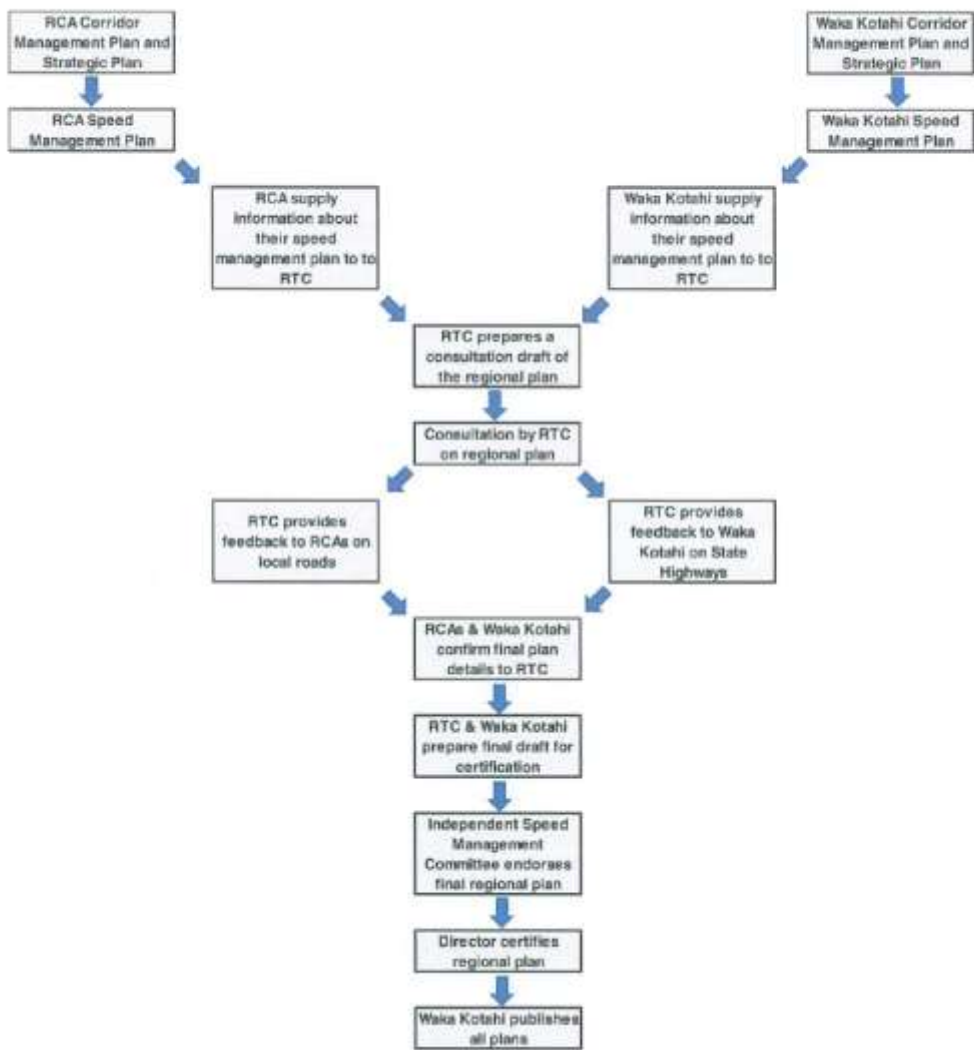 RCA Corridor
Management Plan and
Strategic Plan
Waka Kotahi Corridor
Management Plan and
Strategic Plan
RCA Speed
Management Plan
Waka Kotahi Speed
Management Plan
RCA supply
information about
their speed
management plan to to
RTC
Waka Kotahi supply
information about
their speed
management plan to to
RTC
RTC prepares a
consultation draft of
the regional plan
Consultation by RTC
on regional plan
RTC provides
feedback to RCAs on
local roads
RTC provides
feedback to Waka
Kotahi on State
Highways
RCAs & Waka Kotahi
confirm final plan
details to RTC
RTC & Waka Kotahi
prepare final draft for
certification
Independent Speed
Management
Committee endorses
final regional plan
Director certifies
regional plan
Waka Kotahi publishes
all plans